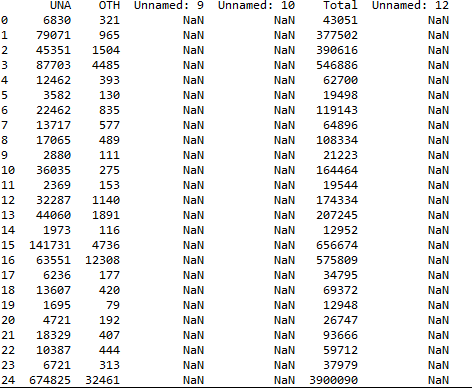 UNA OTH Unnamed: 9 Unnamed: 10 Total Unnamed: 12
0 6830 321 NaN NaN 43051 NaN
1 79071 965 NaN NaN 377502 NaN
2 45351 1504 NaN NaN 390616 NaN
3 87703 4485 NaN NaN 546886 NaN
4 12462 393 NaN NaN 62700 NaN
5 3582 130 NaN NaN 19498 NaN
6 22462 835 NaN NaN 119143 NaN
7 13717 577 NaN NaN 64896 NaN
8 17065 489 NaN NaN 108334 NaN
9 2880 111 NaN NaN 21223 NaN
10 36035 275 NaN NaN 164464 NaN
11 2369 153 NaN NaN 19544 NaN
12 32287 1140 NaN NaN 174334 NaN
13 44060 1891 NaN NaN 207245 NaN
14 1973 116 NaN NaN 12952 NaN
15 141731 4736 NaN NaN 656674 NaN
16 63551 12308 NaN NaN 575809 NaN
17 6236 177 NaN NaN 34795 NaN
18 13607 420 NaN NaN 69372 NaN
19 1695 79 NaN NaN 12948 NaN
20 4721 192 NaN NaN 26747 NaN
21 18329 407 NaN NaN 93666 NaN
22 10387 444 NaN NaN 59712 NaN
23 6721 313 NaN NaN 37979 NaN
24 674825 32461 NaN NaN 3900090 NaN